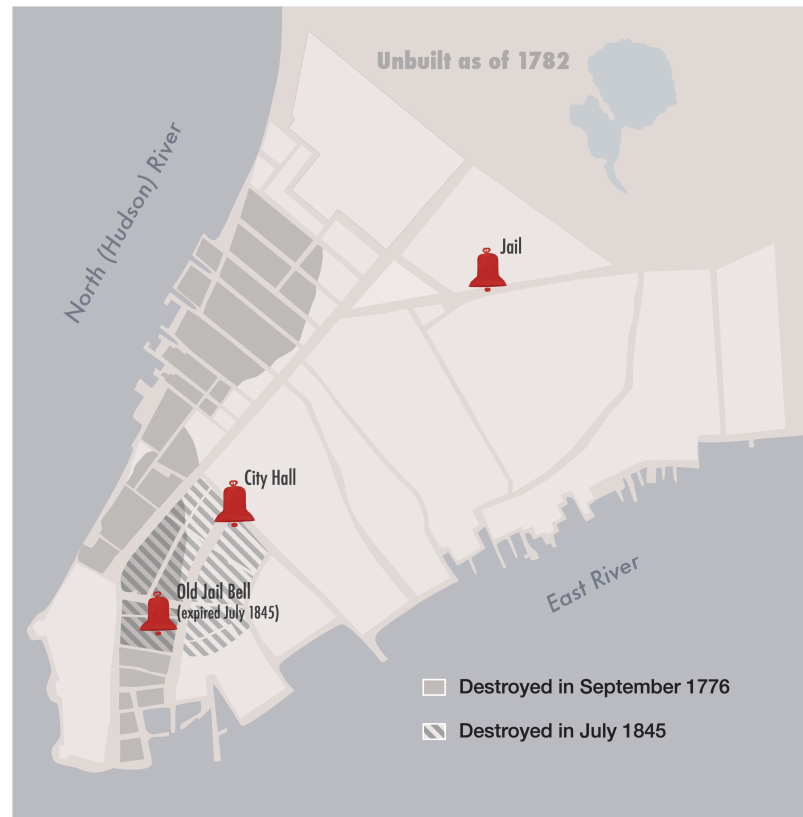 Unbuilt as of 1782
North (Hudson) River
Jail
City Hall
Old Jail Bell
(expired July 1845)
East River
Destroyed in September 1776
Destroyed in July 1845